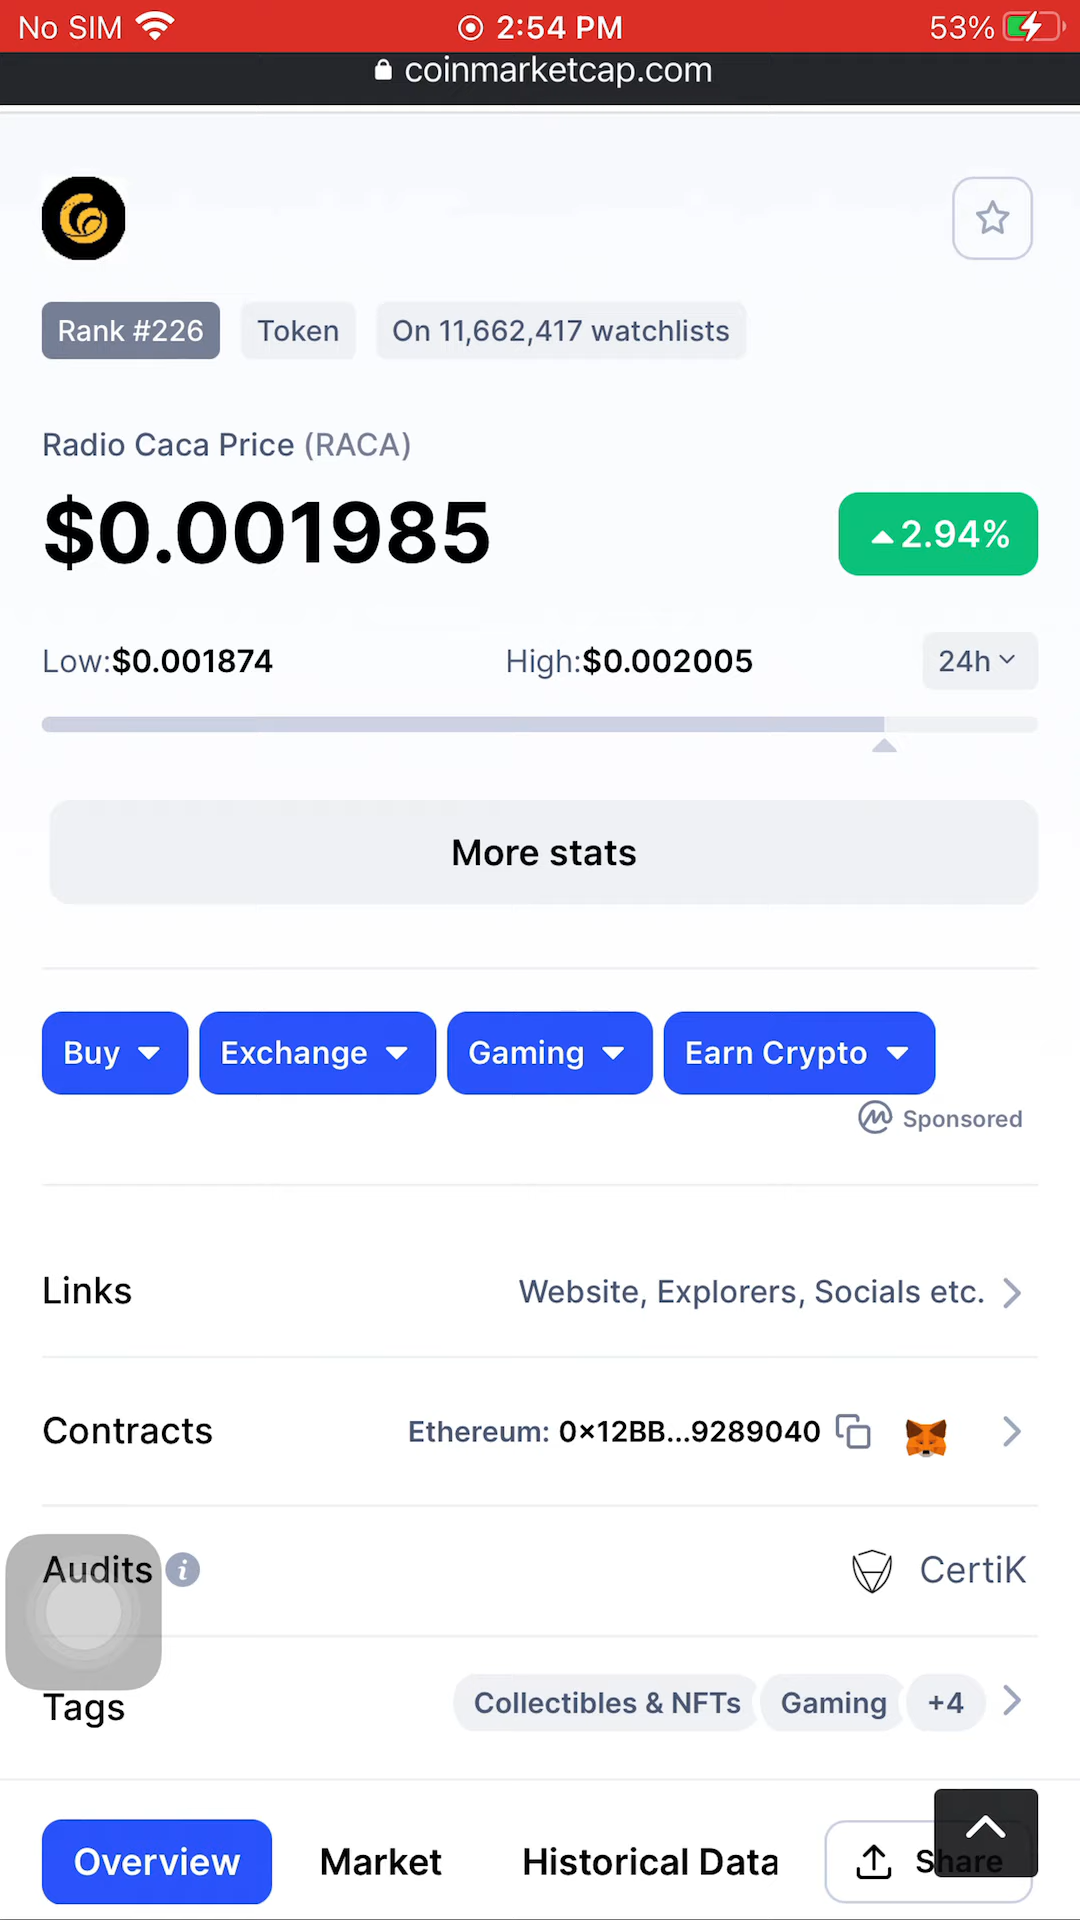 No SIM 2:54 PM 53%
coinmarketcap.com
Rank #226 Token On 11,662,417 watchlists
Radio Caca Price (RACA)
$0.001985 2.94%
Low:$0.001874 High:$0.002005 24h
More stats
Buy Exchange Gaming Earn Crypto
Sponsored
Links Website, Explorers, Socials etc.
Contracts Ethereum: 0x12BB...9289040
Audits i CertiK
Tags Collectibles & NFTs Gaming +4
Overview Market Historical Data Share